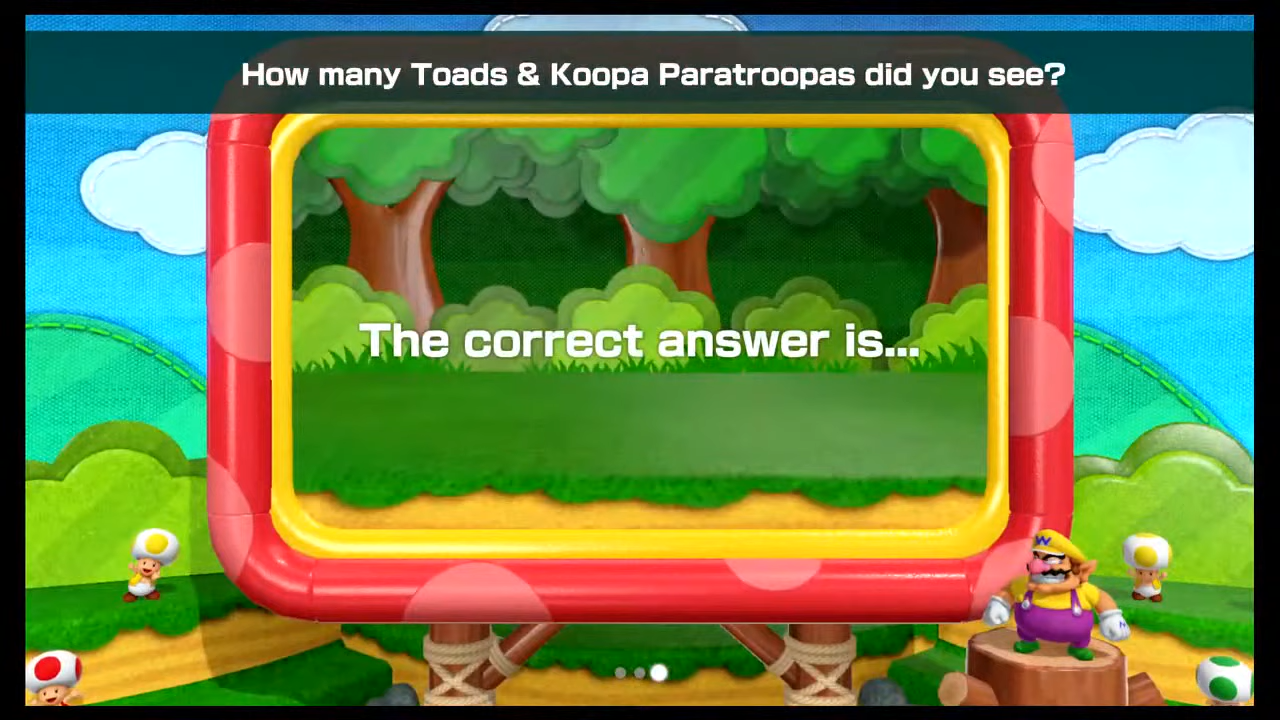 How many Toads & Koopa Paratroopas did you see?
The correct answer is...
W